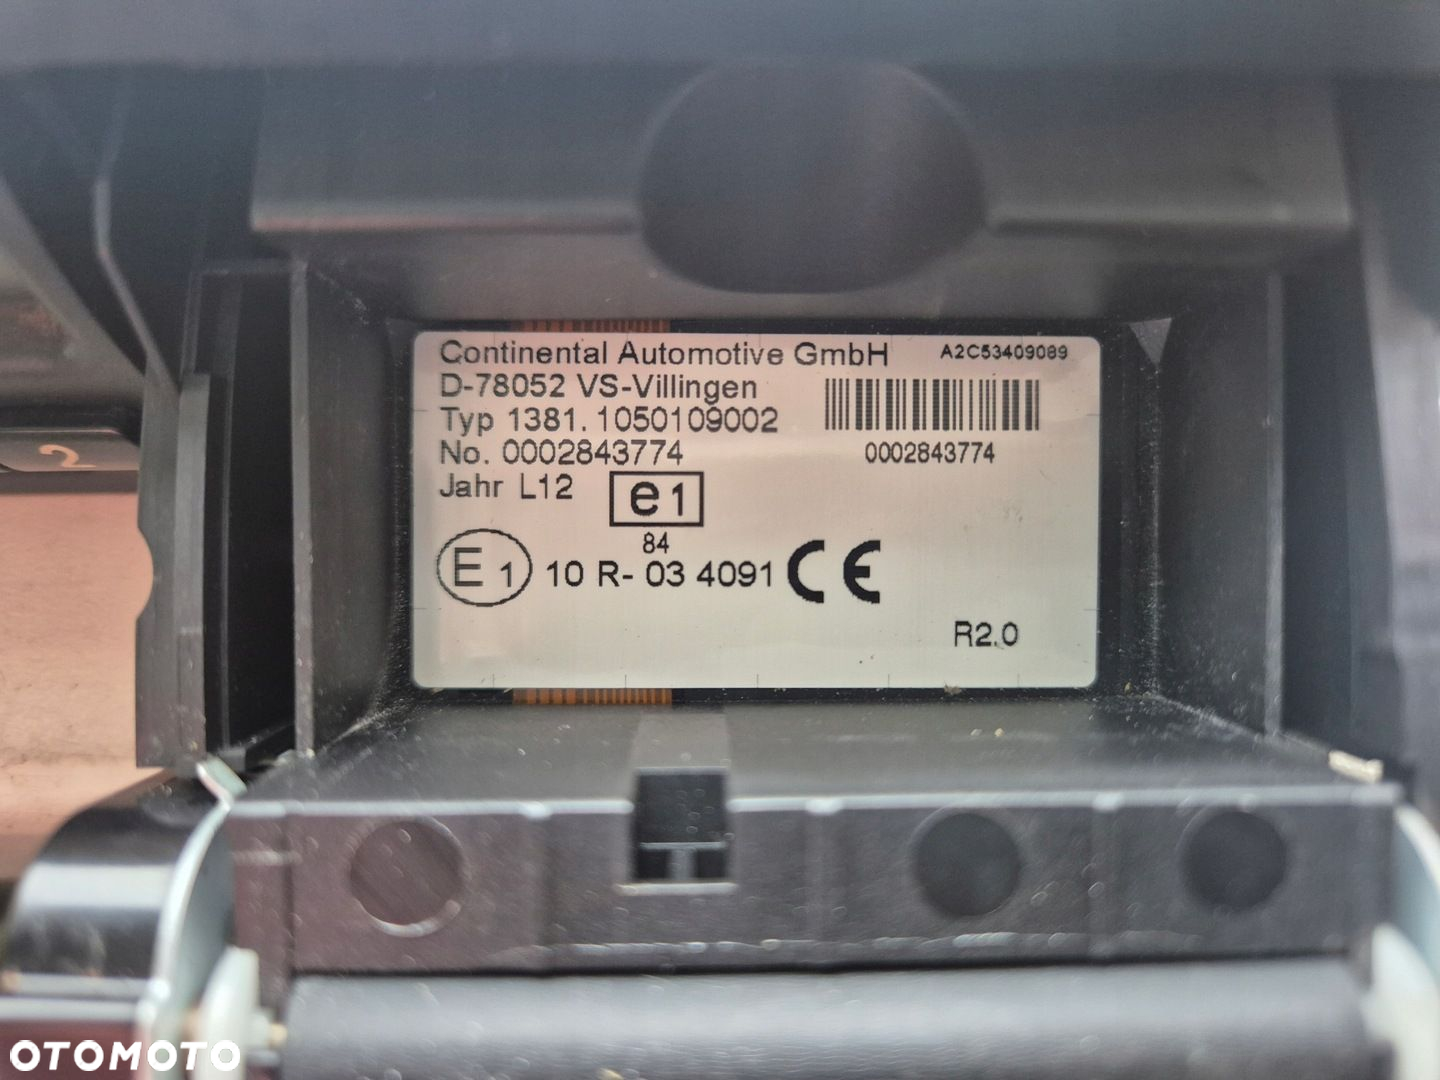 Continental Automotive GmbH A2C53409089
D-78052 VS-Villingen
Typ 1381.1050109002
No. 0002843774 0002843774
Jahr L12 e1
84
E1 10 R- 03 4091 CE
R2.0
2
OTOMOTO